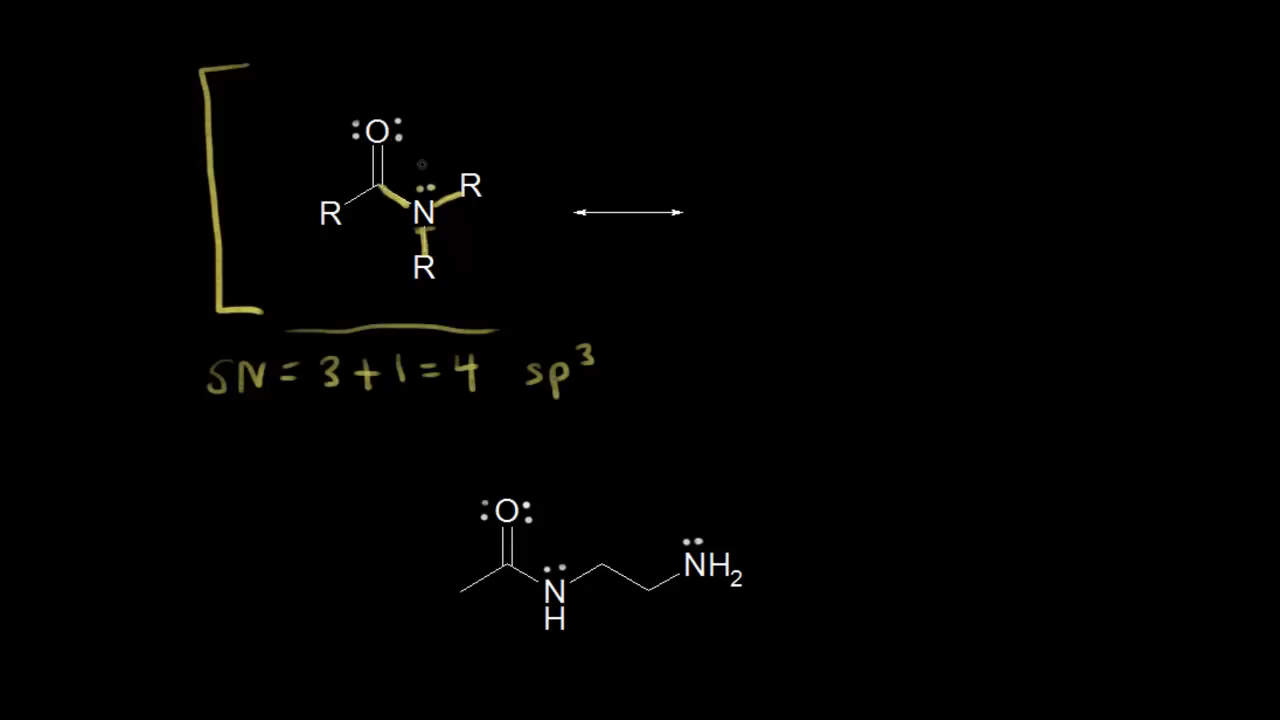 :O:
R
N
R
R
SN = 3 + 1 = 4 sp³
:O:
N
H
NH₂